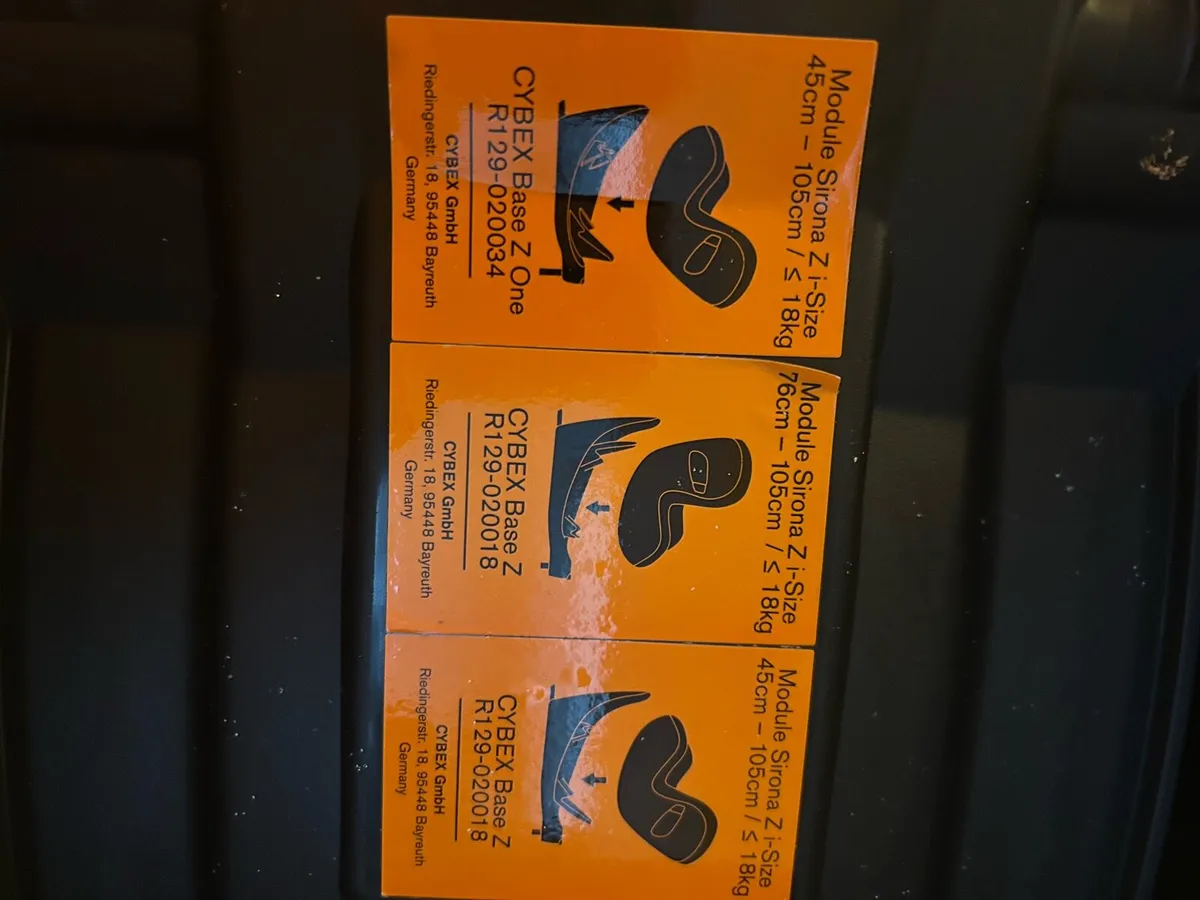 Module Sirona Z i-Size
45cm – 105cm / ≤ 18kg
CYBEX Base Z One
R129-020034
CYBEX GmbH
Riedingerstr. 18, 95448 Bayreuth
Germany
Module Sirona Z i-Size
76cm – 105cm / ≤ 18kg
CYBEX Base Z
R129-020018
CYBEX GmbH
Riedingerstr. 18, 95448 Bayreuth
Germany
Module Sirona Z i-Size
45cm – 105cm / ≤ 18kg
CYBEX Base Z
R129-020018
CYBEX GmbH
Riedingerstr. 18, 95448 Bayreuth
Germany